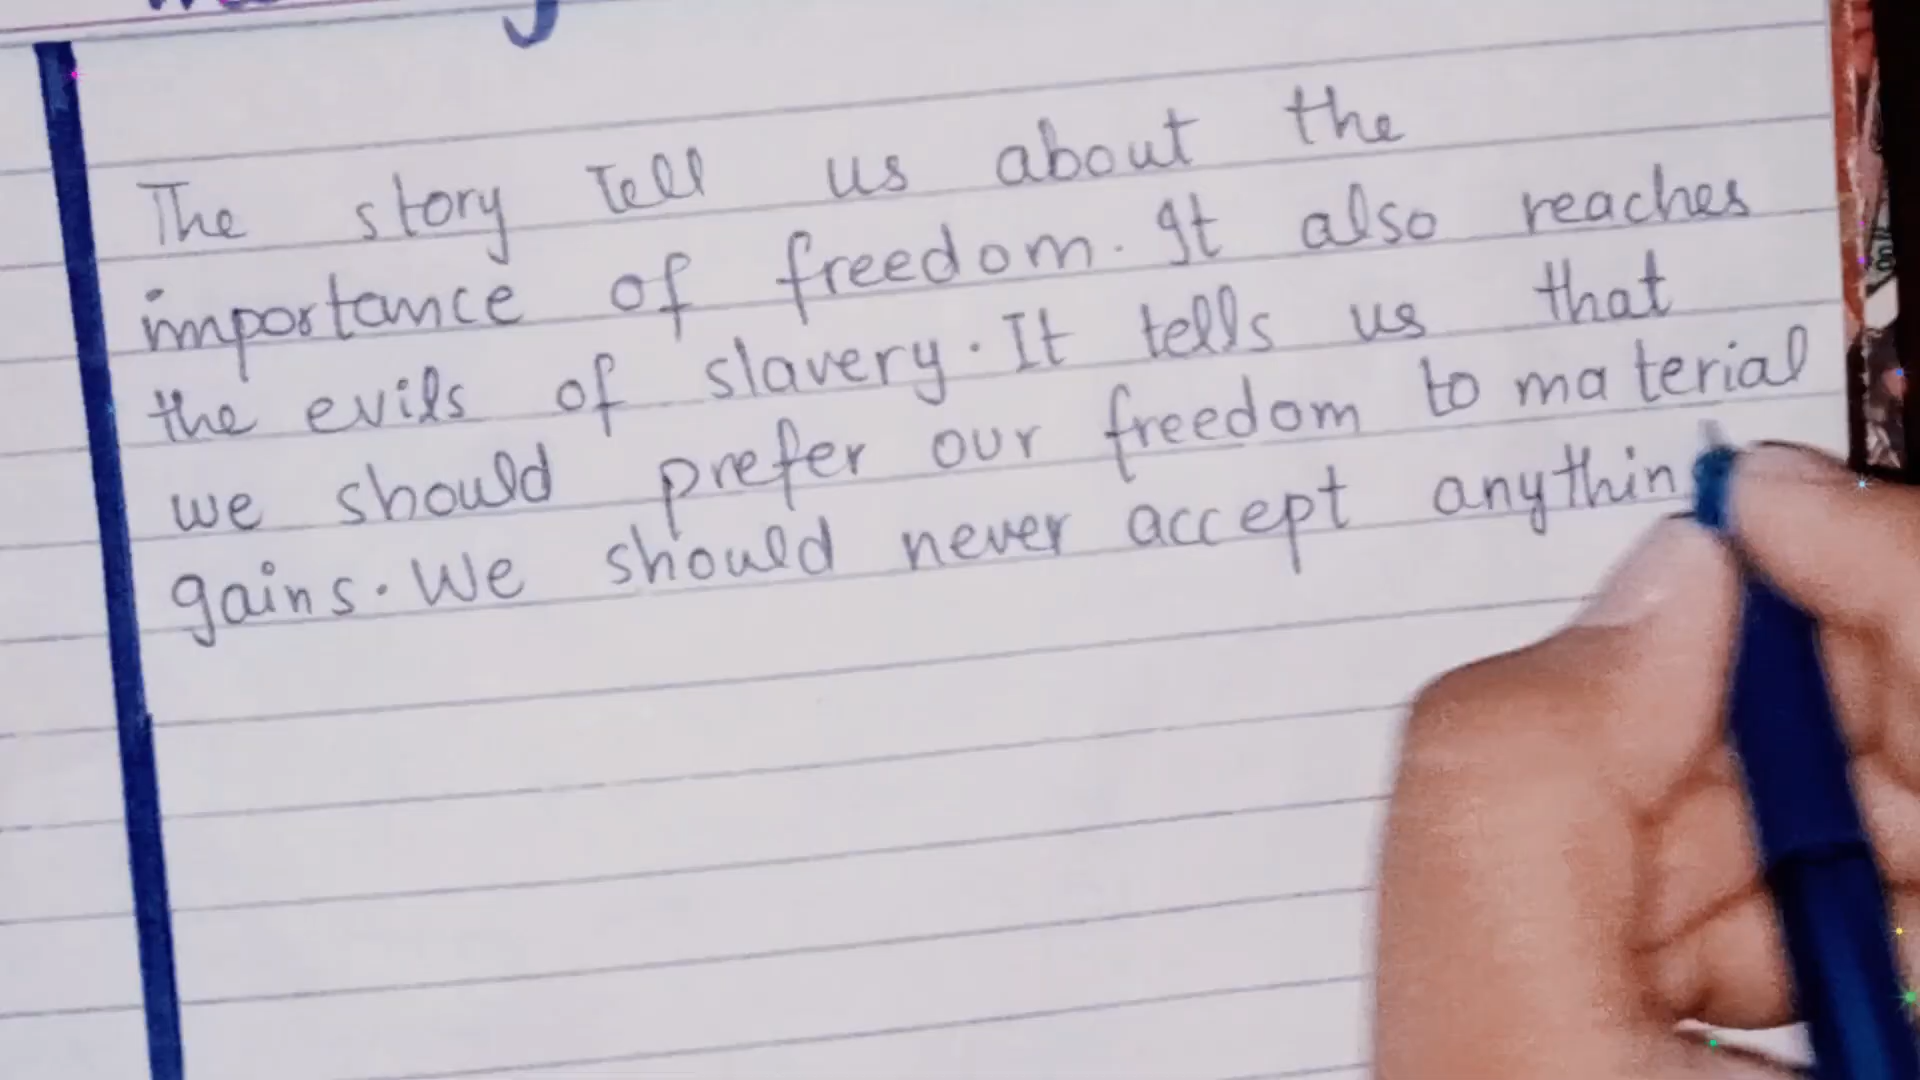 The story Tell us about the
importance of freedom. It also reaches
the evils of slavery. It tells us that
we should prefer our freedom to material
gains. We should never accept anythin